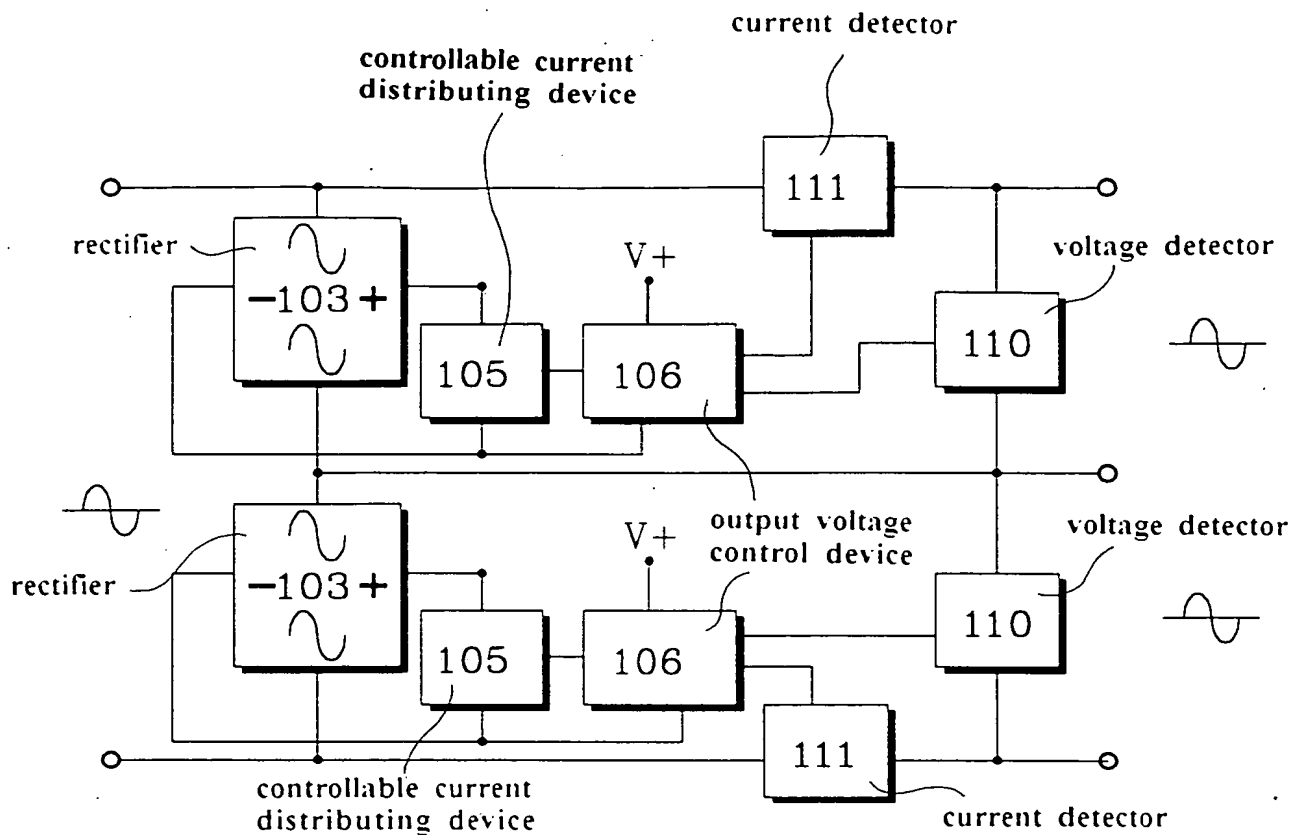 current detector
controllable current
distributing device
111
rectifier
V+
voltage detector
-103+
105
106
110
output voltage
control device
voltage detector
V+
rectifier
-103+
105
106
110
111
controllable current
distributing device
current detector